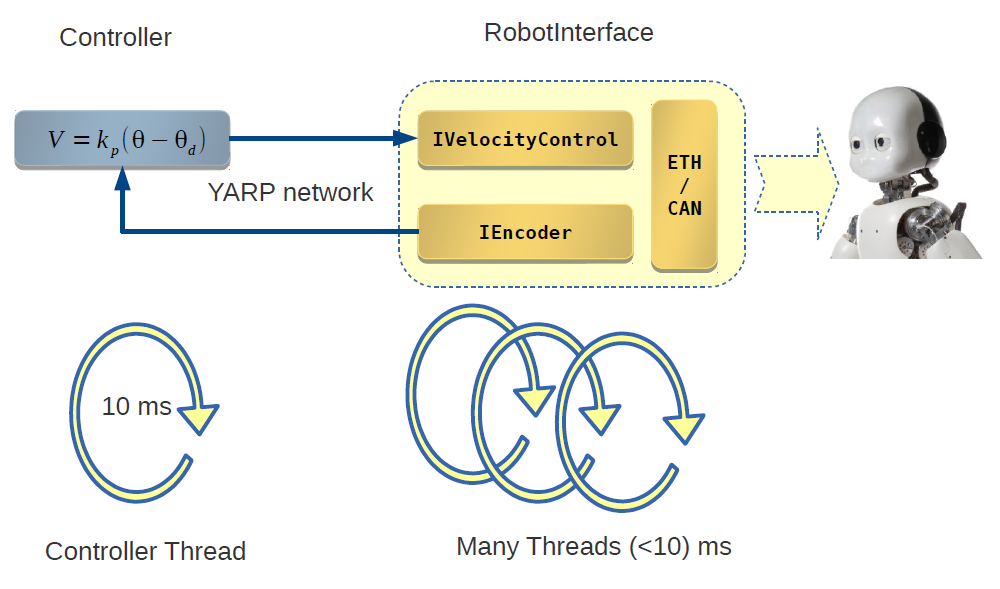 Controller
RobotInterface
V = k_p(θ − θ_d)
IVelocityControl
ETH
/
CAN
YARP network
IEncoder
10 ms
Controller Thread
Many Threads (<10) ms